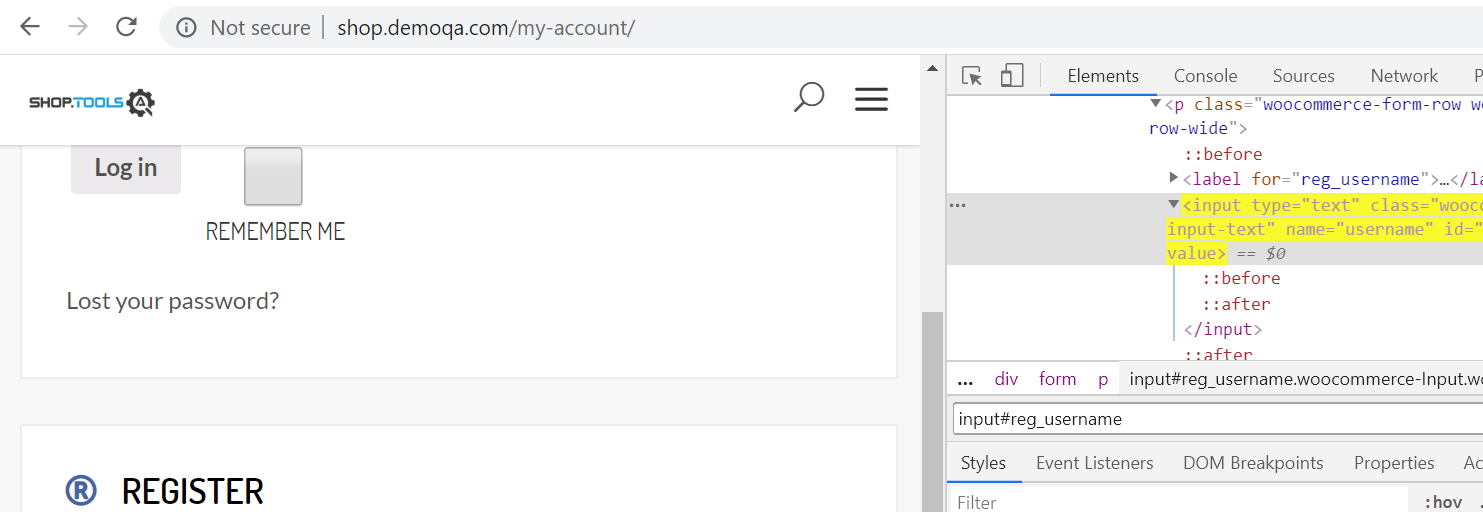 Not secure | shop.demoqa.com/my-account/
SHOP.TOOLS
Log in
REMEMBER ME
Lost your password?
® REGISTER
Elements Console Sources Network P
<p class="woocommerce-form-row wo
row-wide">
::before
<label for="reg_username">…</la
… <input type="text" class="wooco
input-text" name="username" id="
value> == $0
::before
::after
</input>
::after
… div form p input#reg_username.woocommerce-Input.wo
input#reg_username
Styles Event Listeners DOM Breakpoints Properties Ac
Filter :hov .